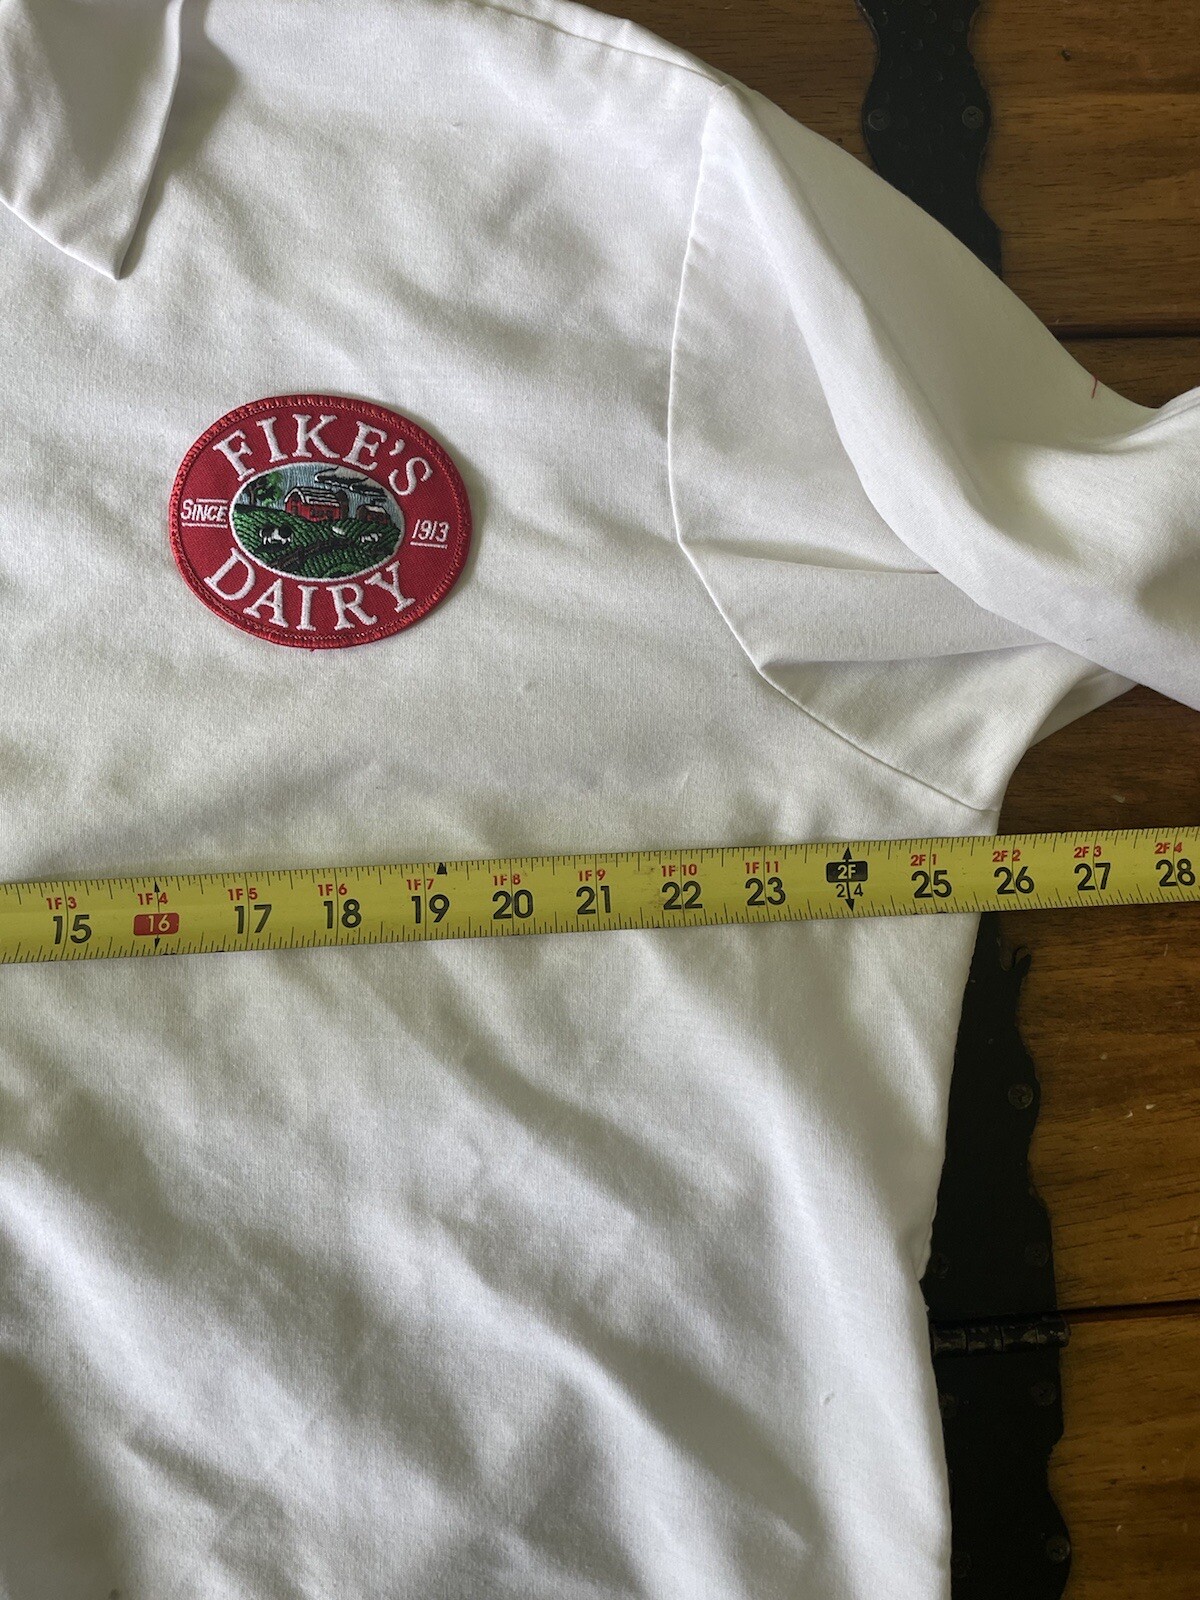 FIKE'S
SINCE 1913
DAIRY
1F3 1F4 1F5 1F6 1F7 1F8 1F9 1F10 1F11 2F 2F1 2F2 2F3 2F4
15 16 17 18 19 20 21 22 23 24 25 26 27 28